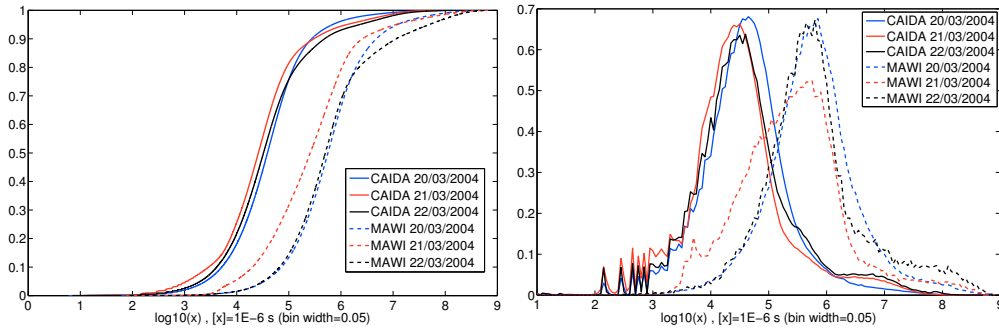 1
0.9
0.8
0.7
0.6
0.5
0.4
0.3
0.2
0.1
0
0 1 2 3 4 5 6 7 8 9
log10(x) , [x]=1E-6 s (bin width=0.05)
CAIDA 20/03/2004
CAIDA 21/03/2004
CAIDA 22/03/2004
MAWI 20/03/2004
MAWI 21/03/2004
MAWI 22/03/2004
0.7
0.6
0.5
0.4
0.3
0.2
0.1
0
1 2 3 4 5 6 7 8 9
log10(x) , [x]=1E-6 s (bin width=0.05)
CAIDA 20/03/2004
CAIDA 21/03/2004
CAIDA 22/03/2004
MAWI 20/03/2004
MAWI 21/03/2004
MAWI 22/03/2004